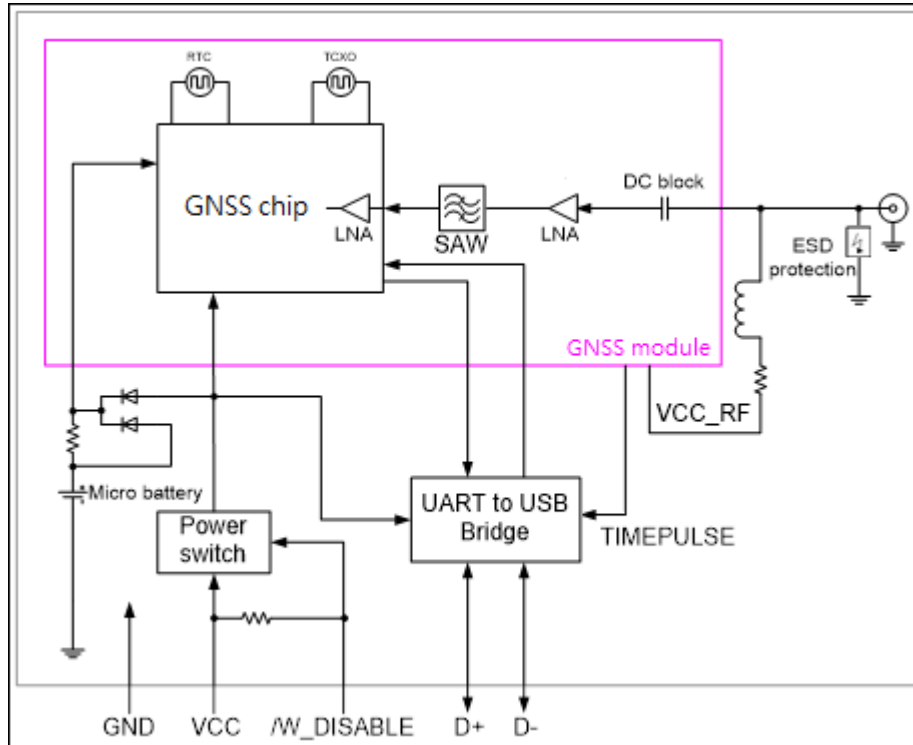 RTC
TCXO
GNSS chip
LNA
SAW
LNA
DC block
ESD
protection
GNSS module
VCC_RF
Micro battery
Power
switch
UART to USB
Bridge
TIMEPULSE
GND
VCC
/W_DISABLE
D+
D-